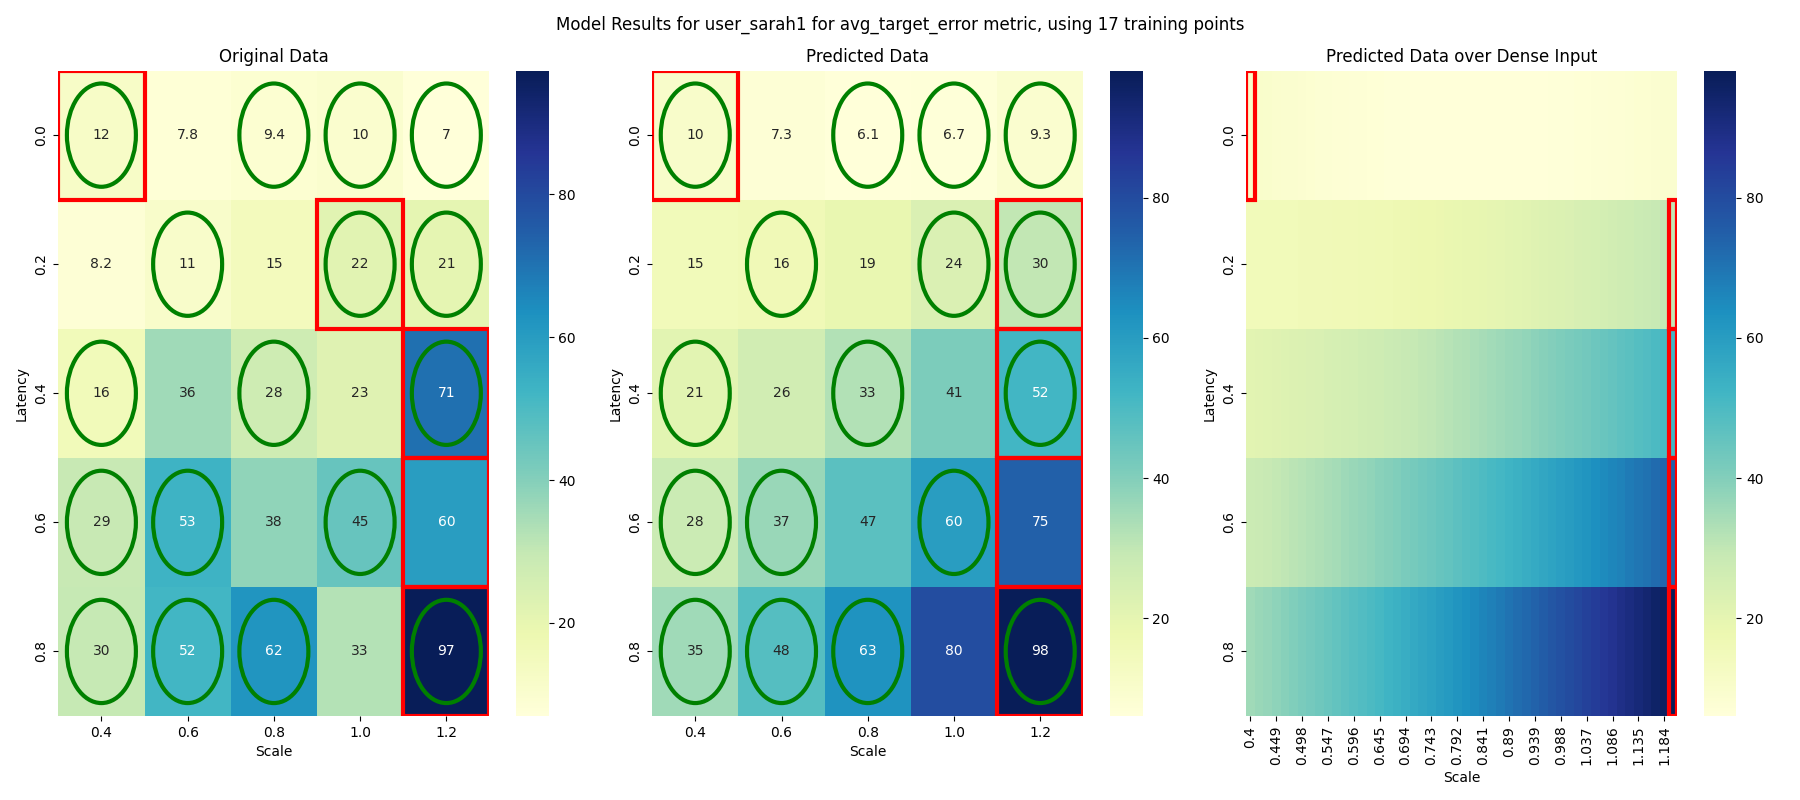 Model Results for user_sarah1 for avg_target_error metric, using 17 training points
Original Data
0.0 12 7.8 9.4 10 7
0.2 8.2 11 15 22 21
0.4 16 36 28 23 71
0.6 29 53 38 45 60
0.8 30 52 62 33 97
Latency
0.4 0.6 0.8 1.0 1.2
Scale
80
60
40
20
Predicted Data
0.0 10 7.3 6.1 6.7 9.3
0.2 15 16 19 24 30
0.4 21 26 33 41 52
0.6 28 37 47 60 75
0.8 35 48 63 80 98
Latency
0.4 0.6 0.8 1.0 1.2
Scale
80
60
40
20
Predicted Data over Dense Input
0.0
0.2
0.4
0.6
0.8
Latency
0.4 0.449 0.498 0.547 0.596 0.645 0.694 0.743 0.792 0.841 0.89 0.939 0.988 1.037 1.086 1.135 1.184
Scale
80
60
40
20